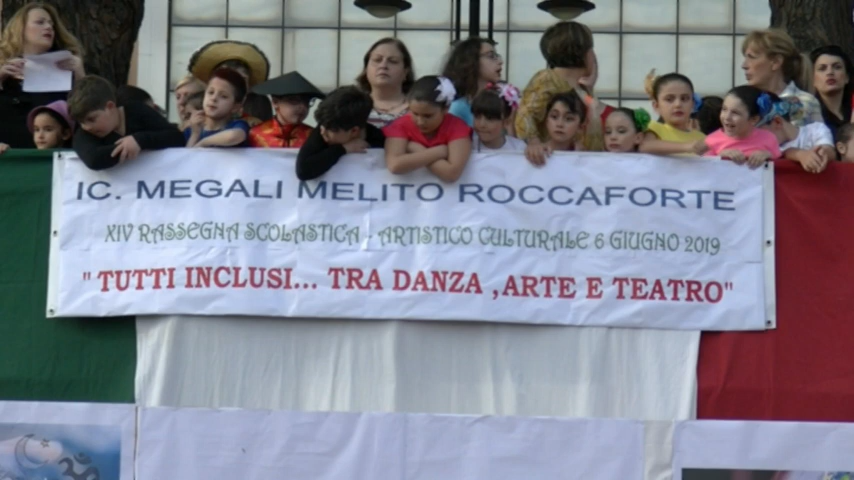 IC. MEGALI MELITO ROCCAFORTE
XIV RASSEGNA SCOLASTICA - ARTISTICO CULTURALE 6 GIUGNO 2019
" TUTTI INCLUSI... TRA DANZA ,ARTE E TEATRO"